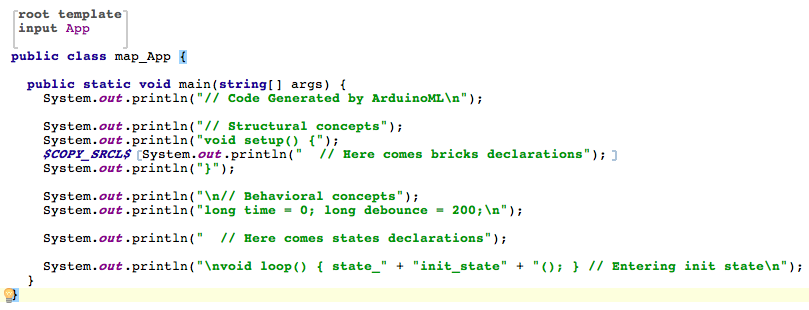 [root template
input App ]
public class map_App {
public static void main(string[] args) {
System.out.println("// Code Generated by ArduinoML\n");
System.out.println("// Structural concepts");
System.out.println("void setup() {");
$COPY_SRCL$ [System.out.println("  // Here comes bricks declarations"); ]
System.out.println("}");
System.out.println("\n// Behavioral concepts");
System.out.println("long time = 0; long debounce = 200;\n");
System.out.println("  // Here comes states declarations");
System.out.println("\nvoid loop() { state_" + "init_state" + "(); } // Entering init state\n");
}
}